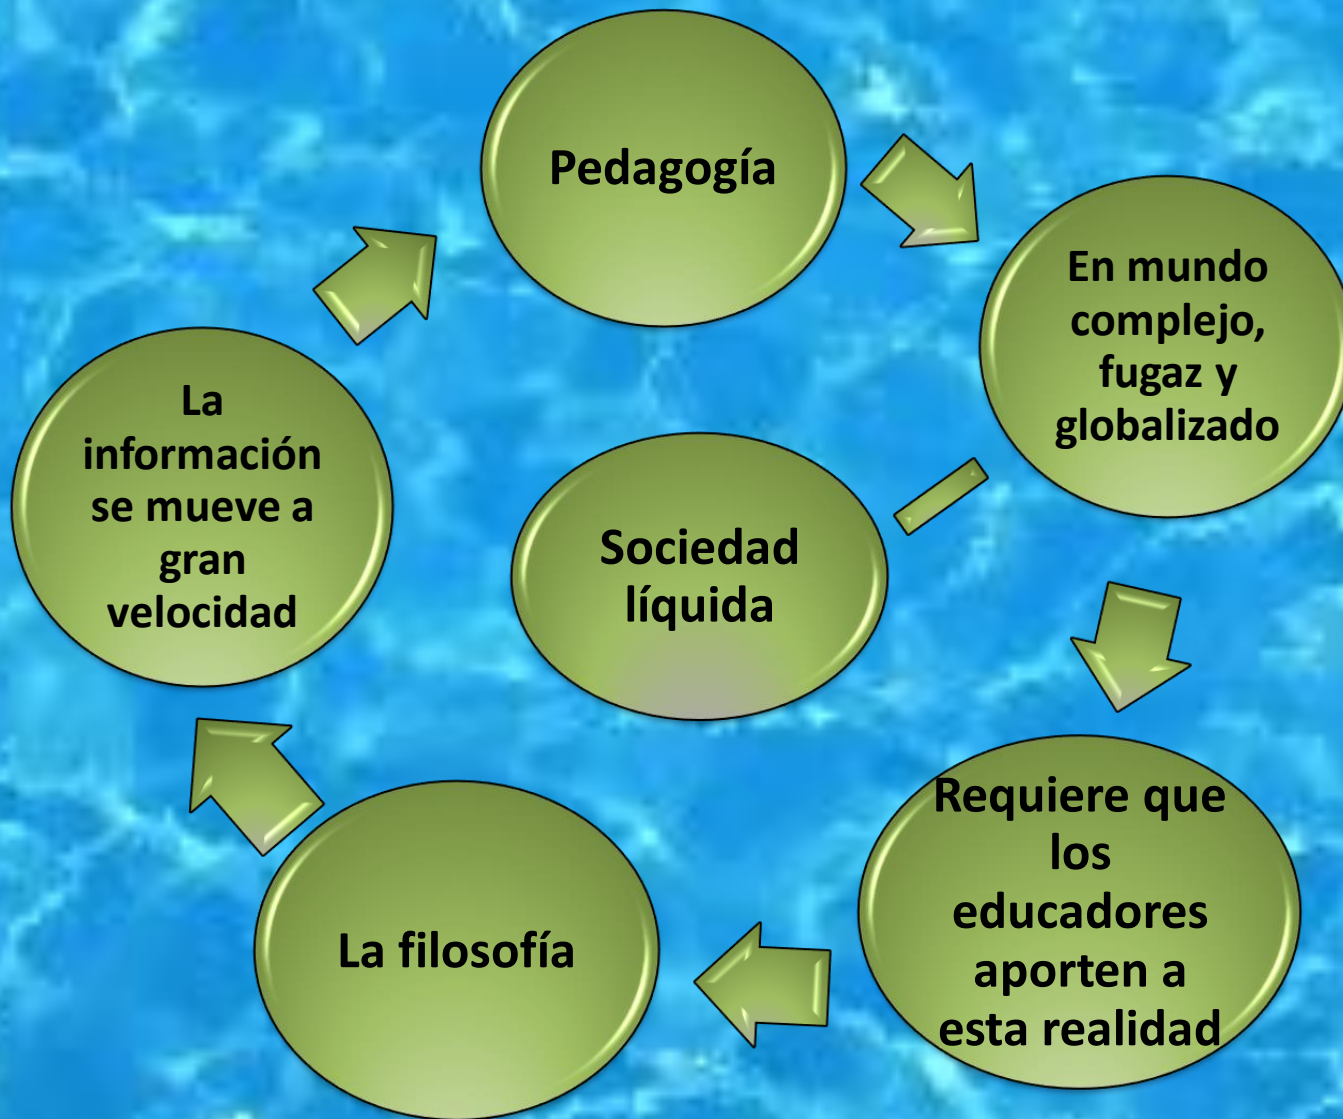 Pedagogía
En mundo
complejo,
fugaz y
globalizado
Requiere que
los
educadores
aporten a
esta realidad
La filosofía
La
información
se mueve a
gran
velocidad
Sociedad
líquida